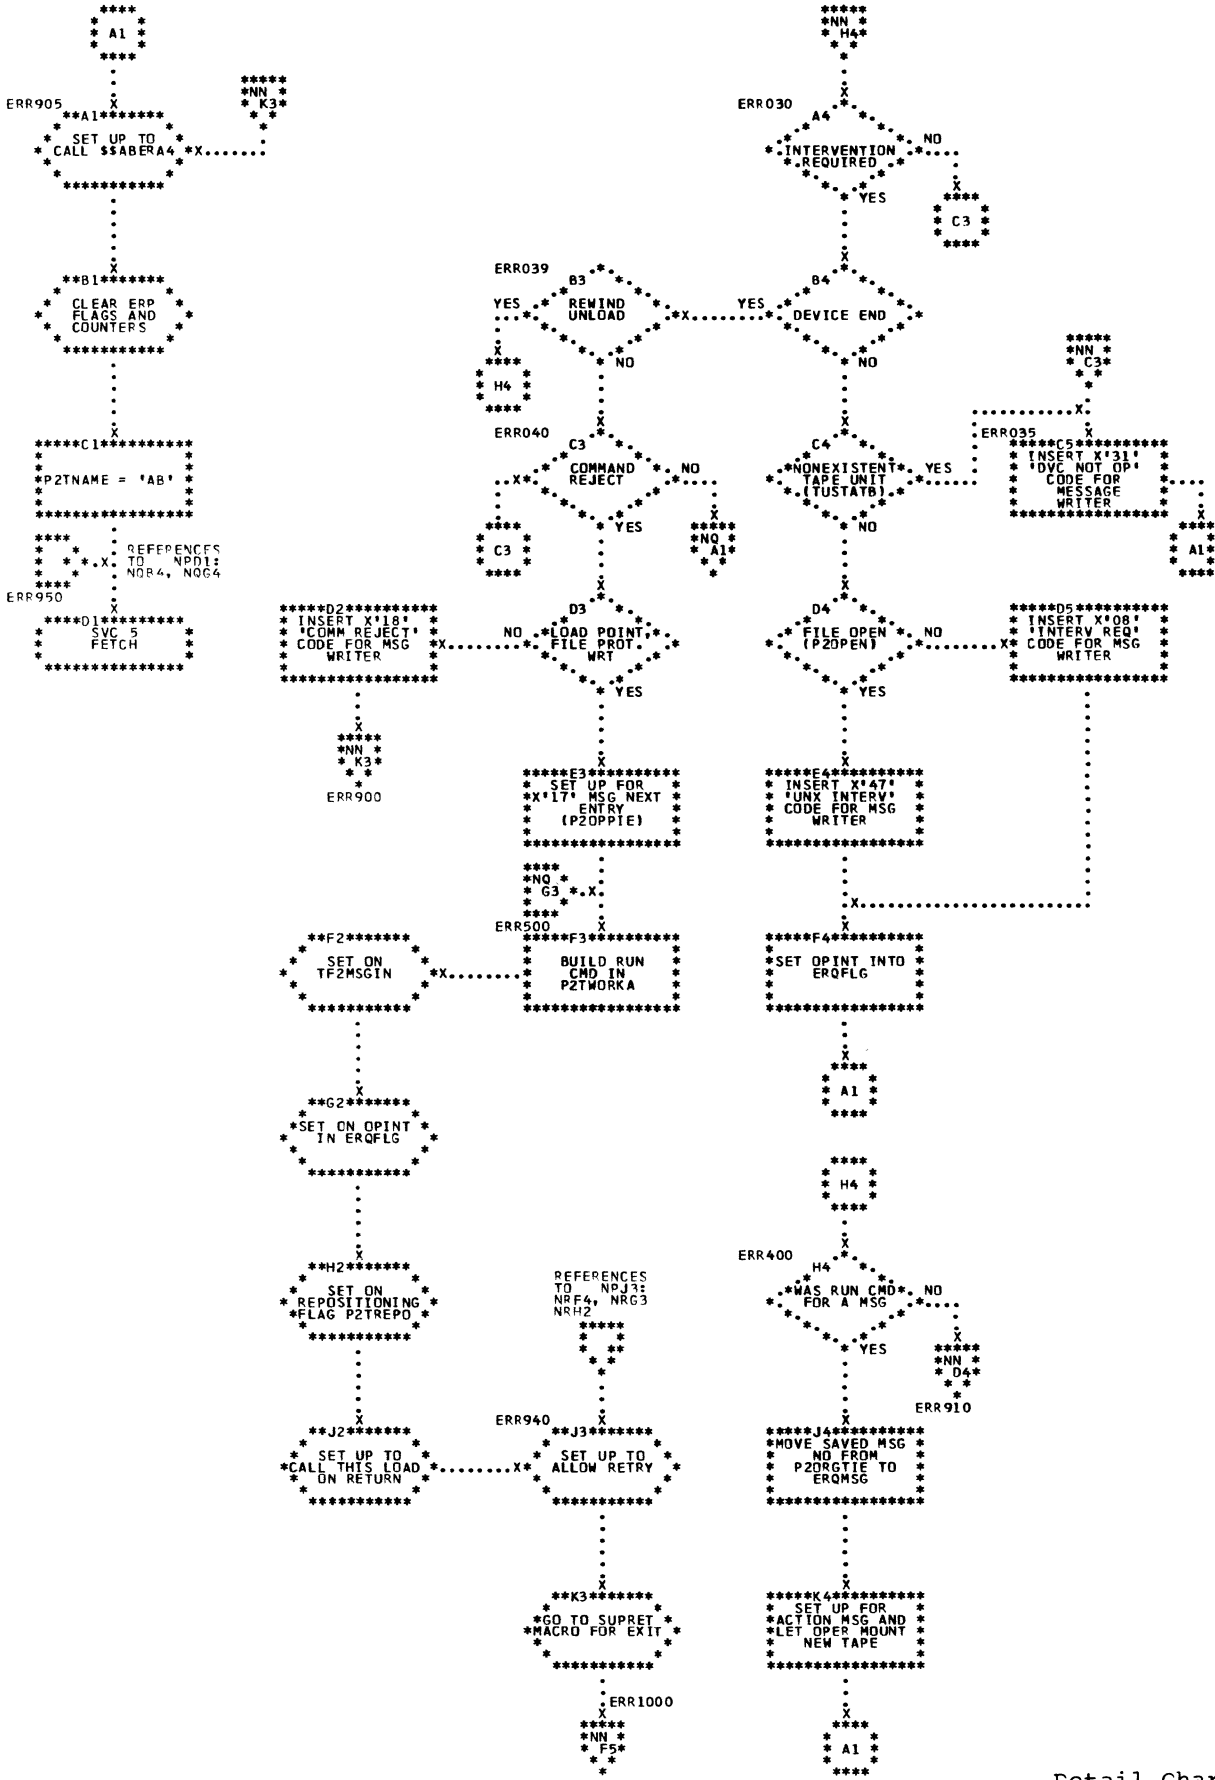 A1
ERR905
**A1*******
SET UP TO
CALL $$ABERA4
NN
K3
**B1*******
CLEAR ERP
FLAGS AND
COUNTERS
*****C1**********
P2TNAME = 'AB'
REFERENCES
TO NPD1:
NQB4, NQG4
ERR950
****D1*******
SVC 5
FETCH
NN
H4
ERR030
A4
INTERVENTION
REQUIRED
NO
YES
C3
ERR039
B3
REWIND
UNLOAD
YES
NO
H4
B4
DEVICE END
YES
NO
ERR040
C3
COMMAND
REJECT
NO
YES
C3
NQ
A1
C4
NONEXISTENT
TAPE UNIT
(TUSTATB)
YES
NO
NN
C3
ERR035
C5
INSERT X'31'
'DVC NOT OP'
CODE FOR
MESSAGE
WRITER
A1
*****D2**********
INSERT X'18'
'COMM REJECT'
CODE FOR MSG
WRITER
NN
K3
ERR900
D3
LOAD POINT,
FILE PROT.
WRT
NO
YES
D4
FILE OPEN
(P2OPEN)
NO
YES
*****D5**********
INSERT X'08'
'INTERV REQ'
CODE FOR MSG
WRITER
*****E3**********
SET UP FOR
X'17' MSG NEXT
ENTRY
(P2OPPIE)
*****E4**********
INSERT X'47'
'UNX INTERV'
CODE FOR MSG
WRITER
NQ
G3
ERR500
**F2*******
SET ON
TF2MSGIN
*****F3**********
BUILD RUN
CMD IN
P2TWORKA
*****F4**********
SET OPINT INTO
ERQFLG
A1
**G2*******
SET ON OPINT
IN ERQFLG
H4
**H2*******
SET ON
REPOSITIONING
FLAG P2TREPO
REFERENCES
TO NPJ3:
NRF4, NRG3
NRH2
ERR400
H4
WAS RUN CMD
FOR A MSG
NO
YES
NN
D4
ERR910
**J2*******
SET UP TO
CALL THIS LOAD
ON RETURN
ERR940
**J3*******
SET UP TO
ALLOW RETRY
*****J4**********
MOVE SAVED MSG
NO FROM
P2ORGTIE TO
ERQMSG
**K3*******
GO TO SUPRET
MACRO FOR EXIT
ERR1000
NN
F5
*****K4**********
SET UP FOR
ACTION MSG AND
LET OPER MOUNT
NEW TAPE
A1